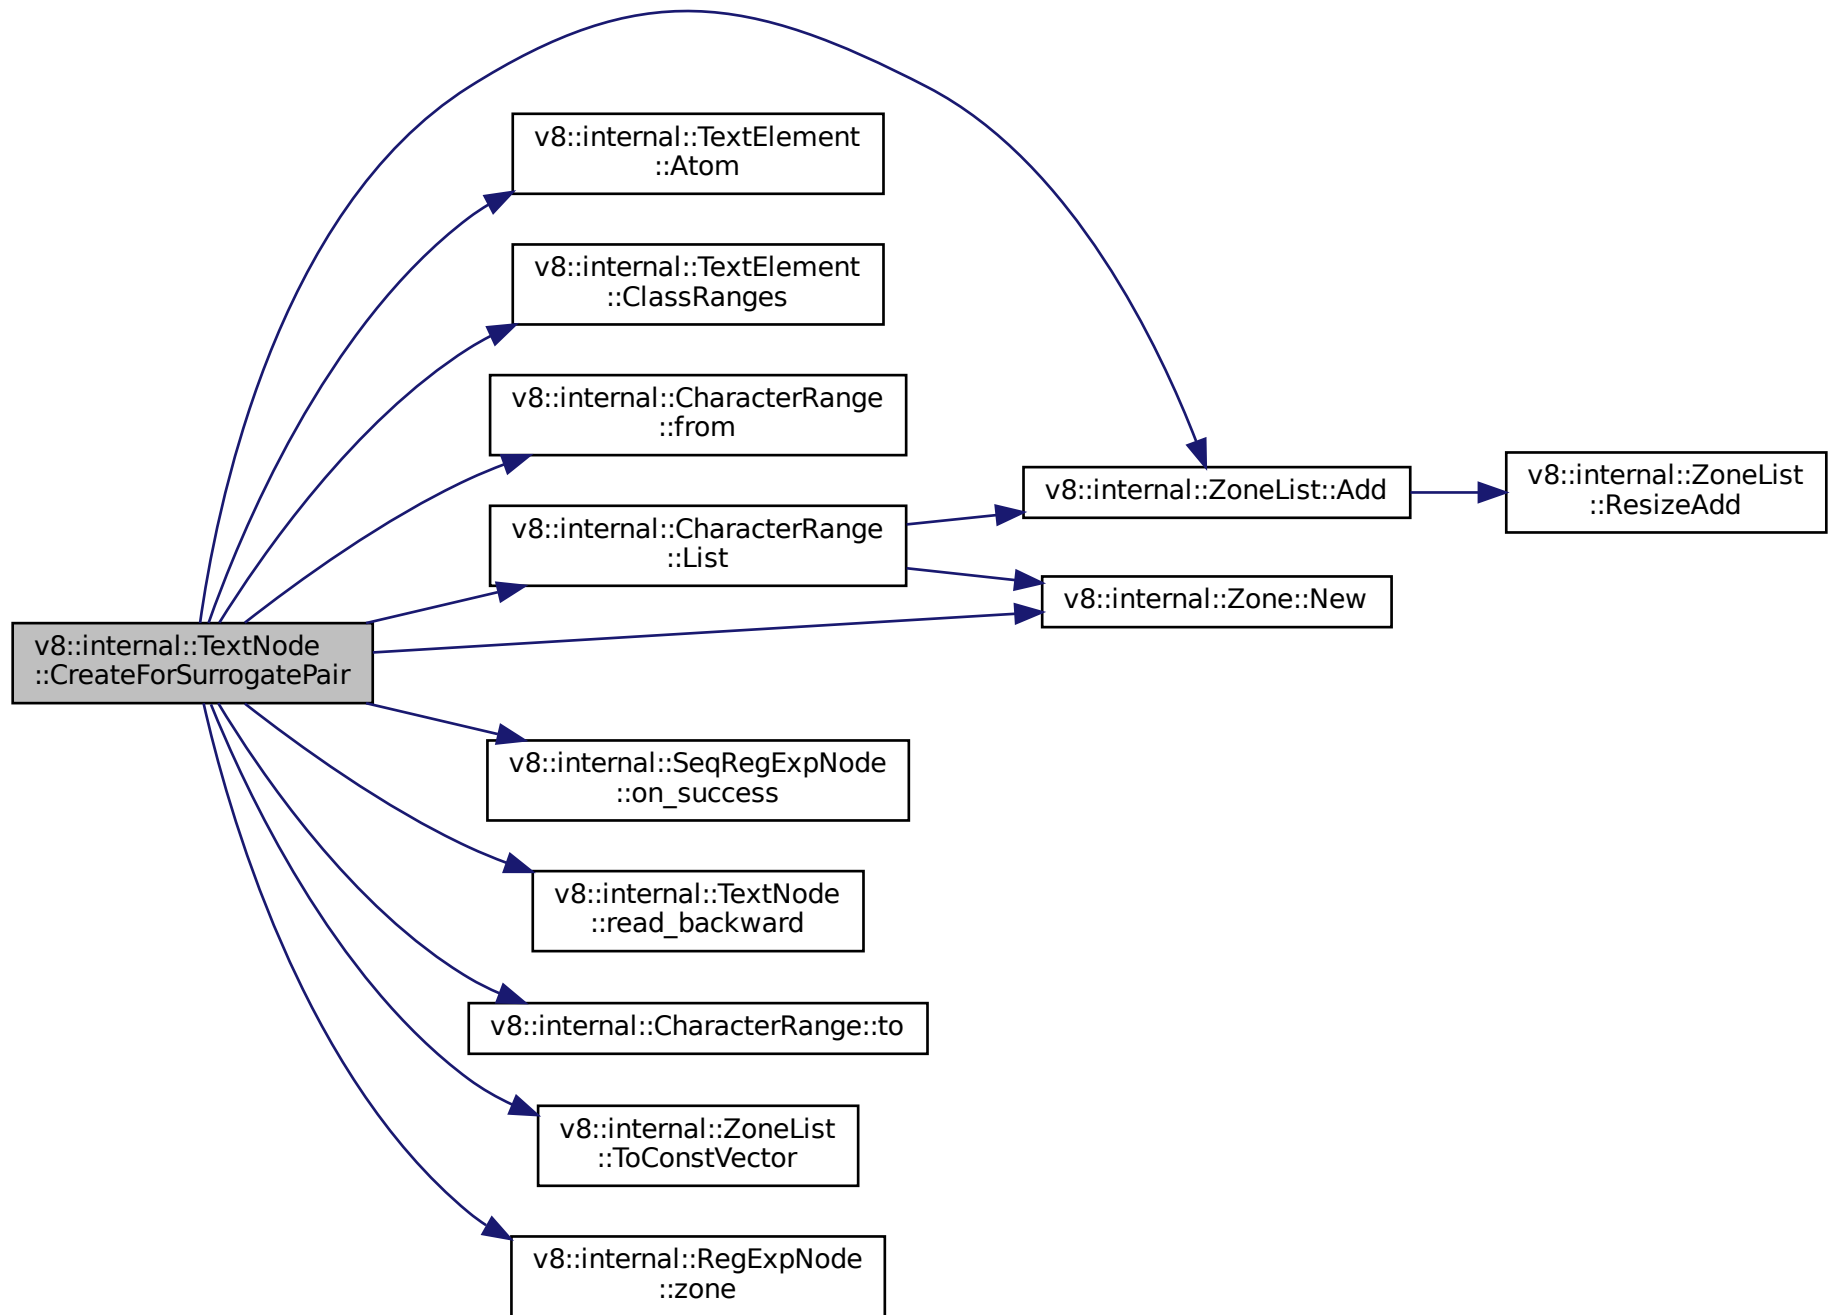 v8::internal::TextElement
::Atom
v8::internal::TextElement
::ClassRanges
v8::internal::CharacterRange
::from
v8::internal::ZoneList::Add
v8::internal::ZoneList
::ResizeAdd
v8::internal::CharacterRange
::List
v8::internal::Zone::New
v8::internal::TextNode
::CreateForSurrogatePair
v8::internal::SeqRegExpNode
::on_success
v8::internal::TextNode
::read_backward
v8::internal::CharacterRange::to
v8::internal::ZoneList
::ToConstVector
v8::internal::RegExpNode
::zone